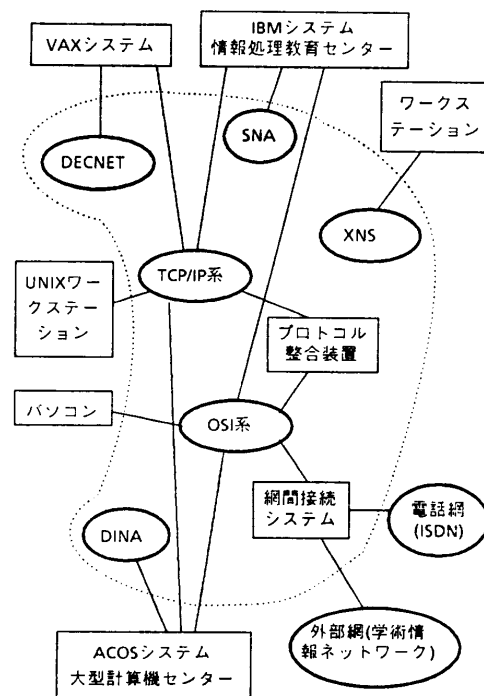 VAXシステム
IBMシステム
情報処理教育センター
ワークス
テーション
SNA
DECNET
XNS
TCP/IP系
UNIXワー
クステー
ション
プロトコル
整合装置
パソコン
OSI系
網間接続
システム
電話網
(ISDN)
DINA
外部網(学術情
報ネットワーク)
ACOSシステム
大型計算機センター